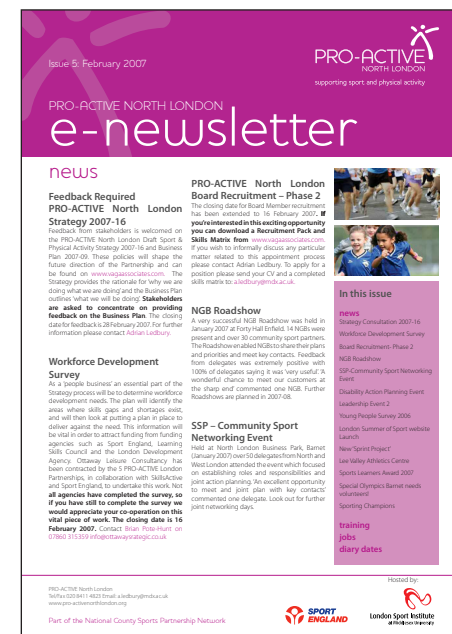 Issue 5: February 2007
PRO-ACTIVE
NORTH LONDON
supporting sport and physical activity
PRO-ACTIVE NORTH LONDON
e-newsletter
news
Feedback Required
PRO-ACTIVE North London
Strategy 2007-16
Feedback from stakeholders is welcomed on
the PRO-ACTIVE North London Draft Sport &
Physical Activity Strategy 2007-16 and Business
Plan 2007-09. These policies will shape the
future direction of the Partnership and can
be found on www.vagaassociates.com. The
Strategy provides the rationale for 'why we are
doing what we are doing' and the Business Plan
outlines 'what we will be doing'. Stakeholders
are asked to concentrate on providing
feedback on the Business Plan. The closing
date for feedback is 28 February 2007. For further
information please contact Adrian Ledbury.
Workforce Development
Survey
As a 'people business' an essential part of the
Strategy process will be to determine workforce
development needs. The plan will identify the
areas where skills gaps and shortages exist,
and will then look at putting a plan in place to
deliver against the need. This information will
be vital in order to attract funding from funding
agencies such as Sport England, Learning
Skills Council and the London Development
Agency. Ottaway Leisure Consultancy has
been contracted by the 5 PRO-ACTIVE London
Partnerships, in collaboration with SkillsActive
and Sport England, to undertake this work. Not
all agencies have completed the survey, so
if you have still to complete the survey we
would appreciate your co-operation on this
vital piece of work. The closing date is 16
February 2007. Contact Brian Pote-Hunt on
07860 315359 info@ottawaystrategic.co.uk
PRO-ACTIVE North London
Board Recruitment – Phase 2
The closing date for Board Member recruitment
has been extended to 16 February 2007. If
you're interested in this exciting opportunity
you can download a Recruitment Pack and
Skills Matrix from www.vagaassociates.com.
If you wish to informally discuss any particular
matter related to this appointment process
please contact Adrian Ledbury. To apply for a
position please send your CV and a completed
skills matrix to: a.ledbury@mdx.ac.uk.
NGB Roadshow
A very successful NGB Roadshow was held in
January 2007 at Forty Hall Enfield. 14 NGBs were
present and over 30 community sport partners.
The Roadshow enabled NGBs to share their plans
and priorities and meet key contacts. Feedback
from delegates was extremely positive with
100% of delegates saying it was 'very useful'. 'A
wonderful chance to meet our customers at
the sharp end' commented one NGB. Further
Roadshows are planned in 2007-08.
SSP – Community Sport
Networking Event
Held at North London Business Park, Barnet
(January 2007) over 50 delegates from North and
West London attended the event which focused
on establishing roles and responsibilities and
joint action planning. 'An excellent opportunity
to meet and joint plan with key contacts'
commented one delegate. Look out for further
joint networking days.
In this issue
news
Strategy Consultation 2007-16
Workforce Development Survey
Board Recruitment- Phase 2
NGB Roadshow
SSP-Community Sport Networking
Event
Disability Action Planning Event
Leadership Event 2
Young People Survey 2006
London Summer of Sport website
Launch
New 'Sprint Project'
Lee Valley Athletics Centre
Sports Learners Award 2007
Special Olympics Barnet needs
volunteerd
Sporting Champions
training
jobs
diary dates
PRO-ACTIVE North London
Tel/Fax 020 8411 4823 Email: a.ledbury@mdx.ac.uk
www.pro-activenorthlondon.org
Part of the National County Sports Partnership Network
SPORT
ENGLAND
Hosted by:
London Sport Institute
at Middlesex University